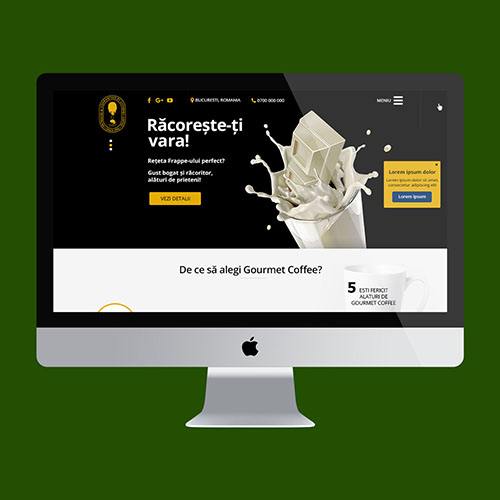 BUCURESTI, ROMANIA
0700 000 000
MENIU
Răcorește-ți
vara!
Rețeta Frappe-ului perfect?
Gust bogat și răcoritor,
alături de prieteni!
VEZI DETALII
Lorem ipsum dolor
Lorem ipsum dolor sit amet,
consectetur adipiscing elit
Lorem ipsum
De ce să alegi Gourmet Coffee?
5 ESTI FERICIT
ALATURI DE
GOURMET COFFEE